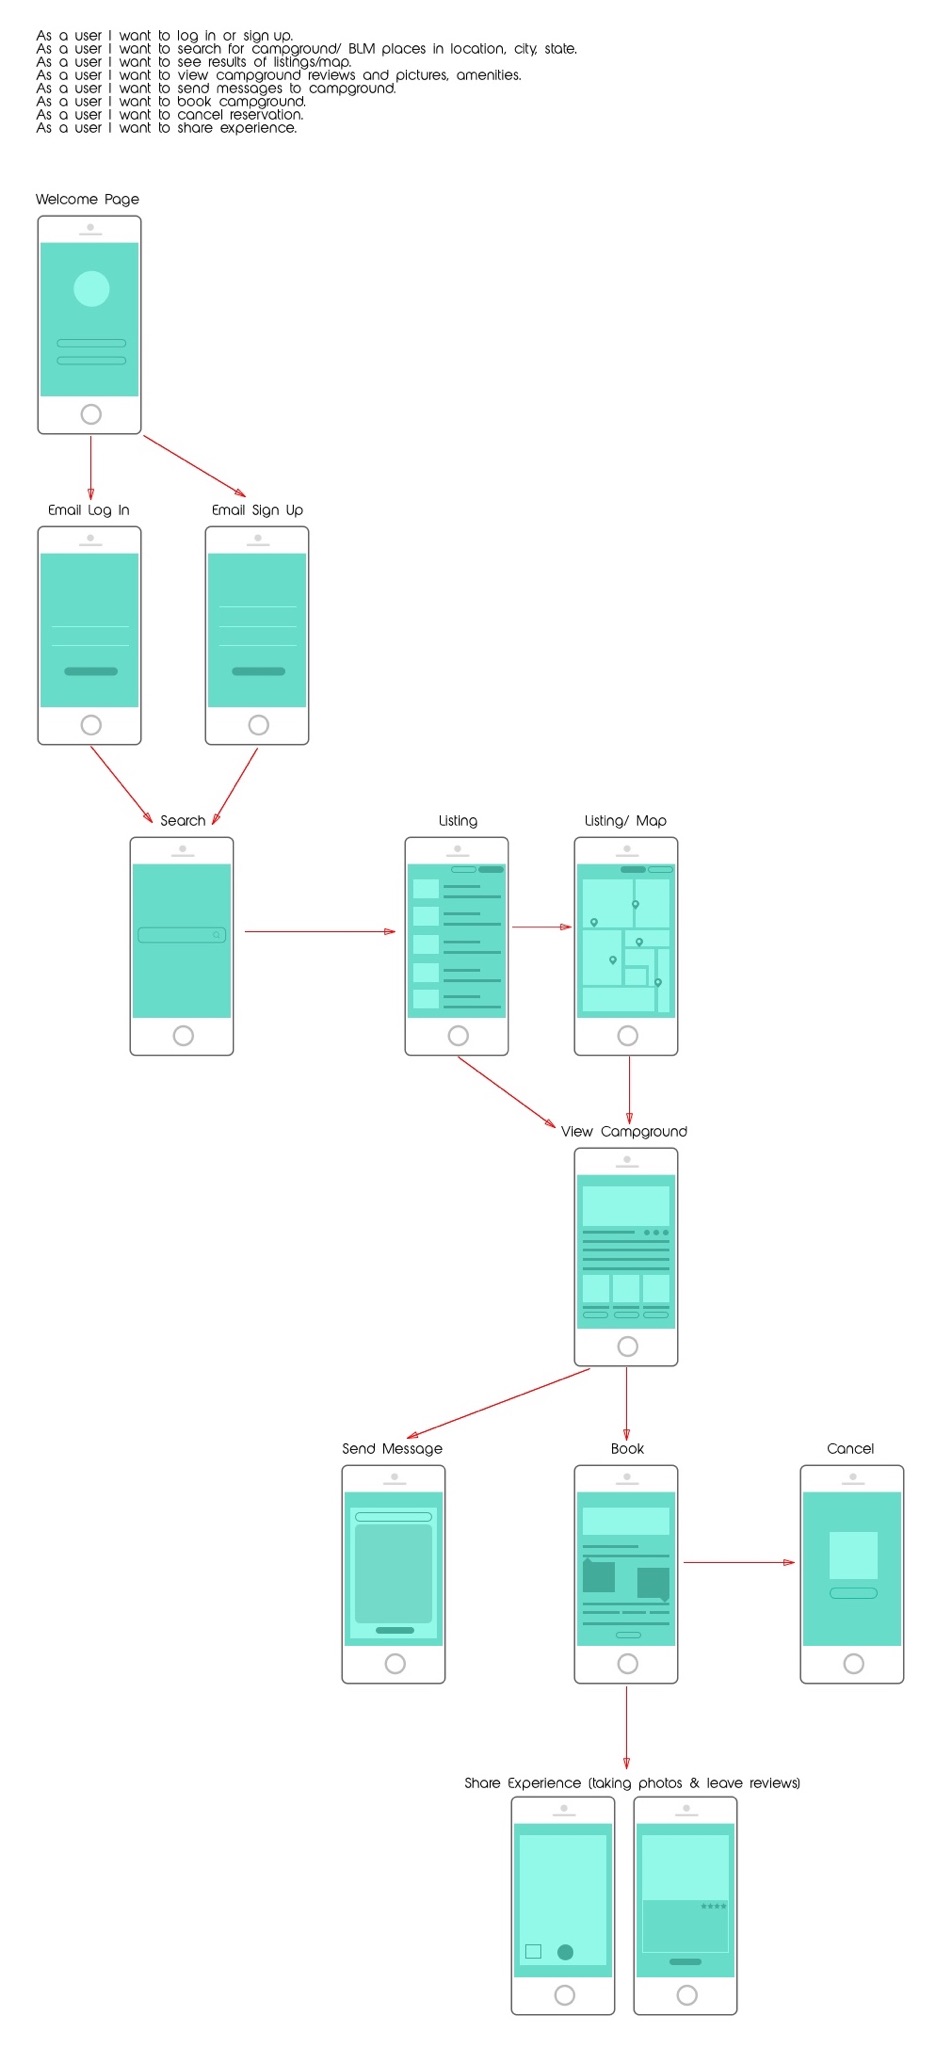 As a user I want to log in or sign up.
As a user I want to search for campground/ BLM places in location, city, state.
As a user I want to see results of listings/map.
As a user I want to view campground reviews and pictures, amenities.
As a user I want to send messages to campground.
As a user I want to book campground.
As a user I want to cancel reservation.
As a user I want to share experience.
Welcome Page
Email Log In
Email Sign Up
Search
Listing
Listing/ Map
View Campground
Send Message
Book
Cancel
Share Experience (taking photos & leave reviews)